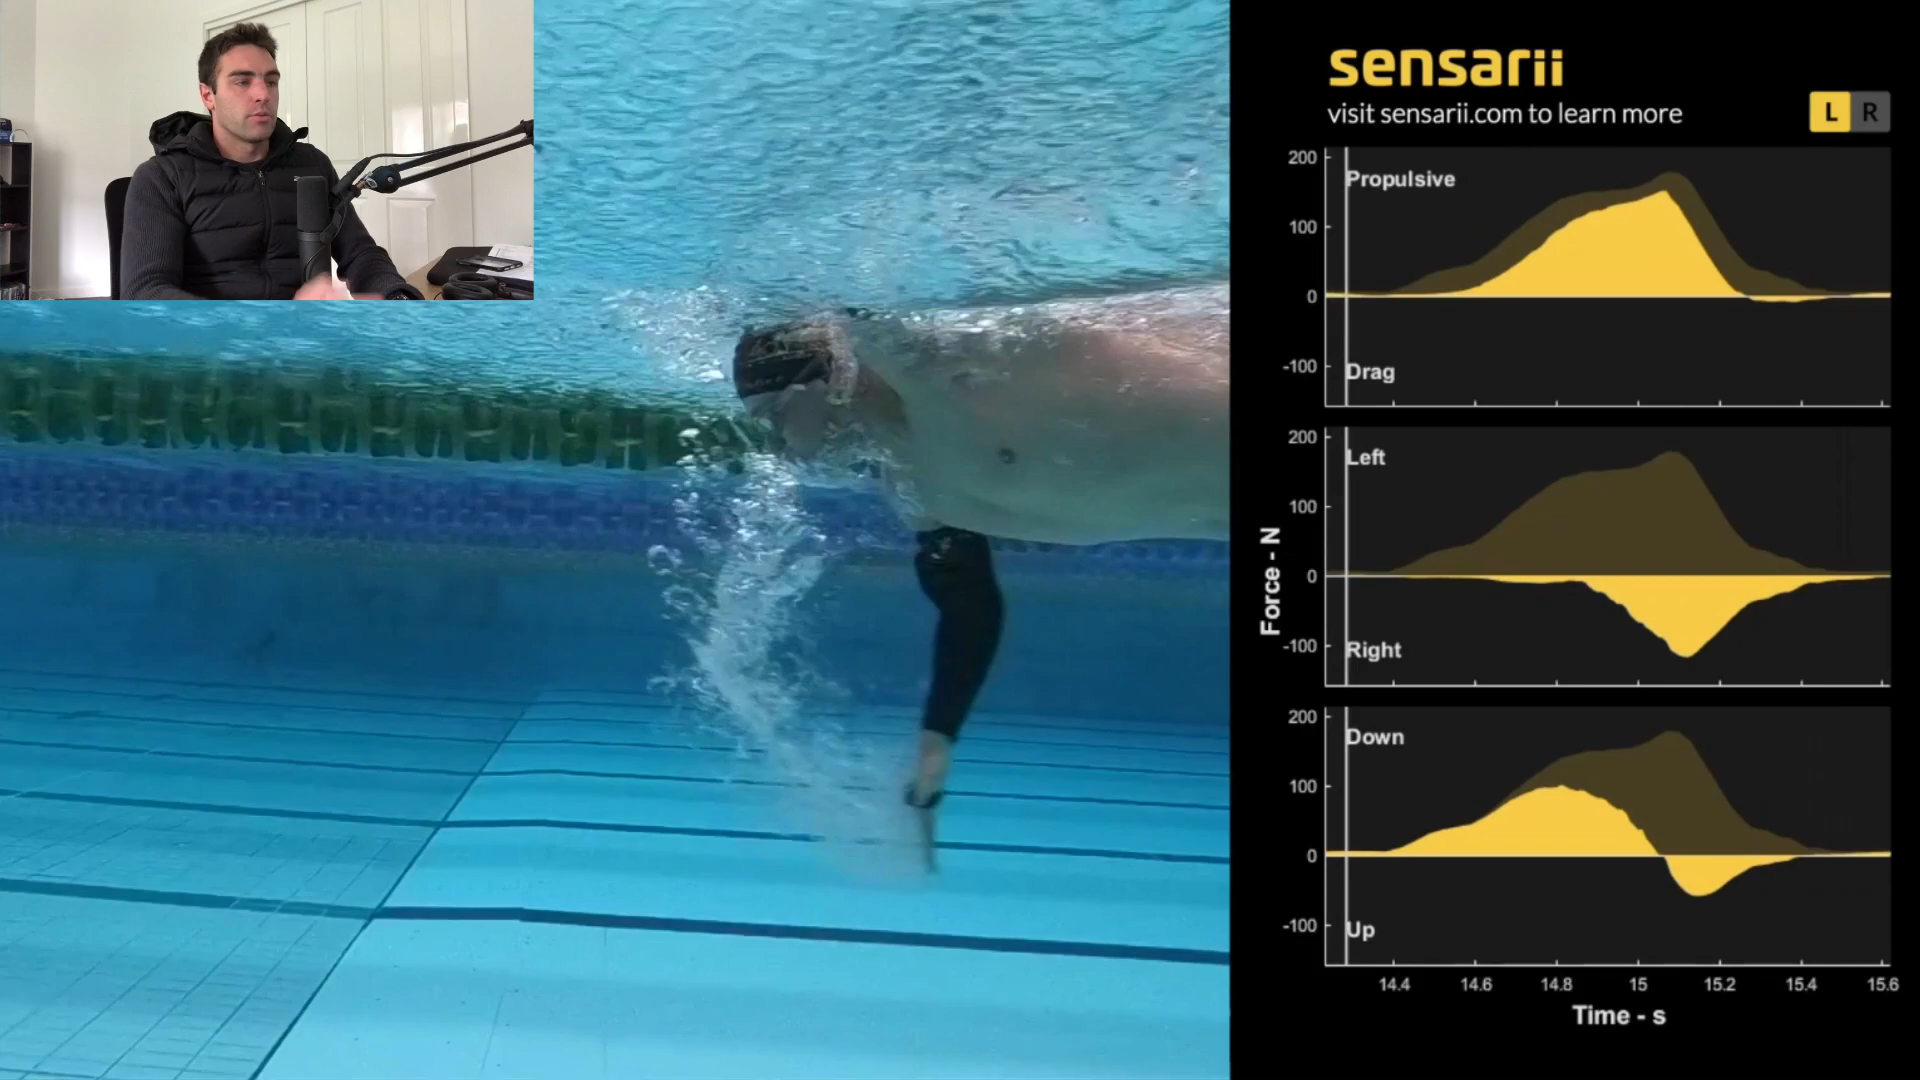 sensarii
visit sensarii.com to learn more
L R
200
Propulsive
100
0
-100
Drag
200
Left
100
0
-100
Right
200
Down
100
0
-100
Up
Force - N
14.4 14.6 14.8 15 15.2 15.4 15.6
Time - s